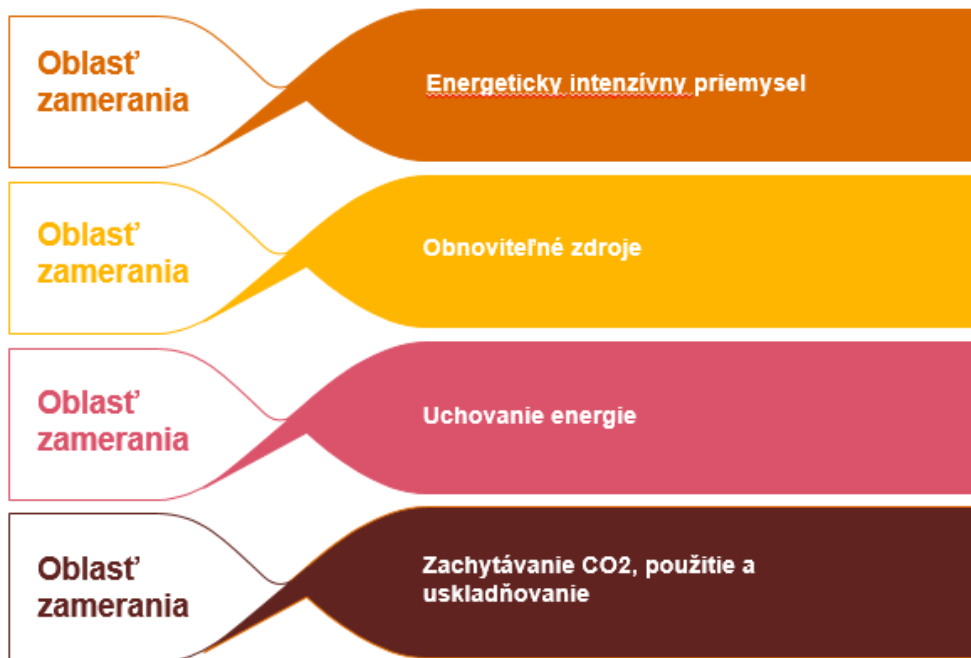 Oblasť
zamerania
Energeticky intenzívny priemysel
Oblasť
zamerania
Obnoviteľné zdroje
Oblasť
zamerania
Uchovanie energie
Oblasť
zamerania
Zachytávanie CO2, použitie a
uskladňovanie